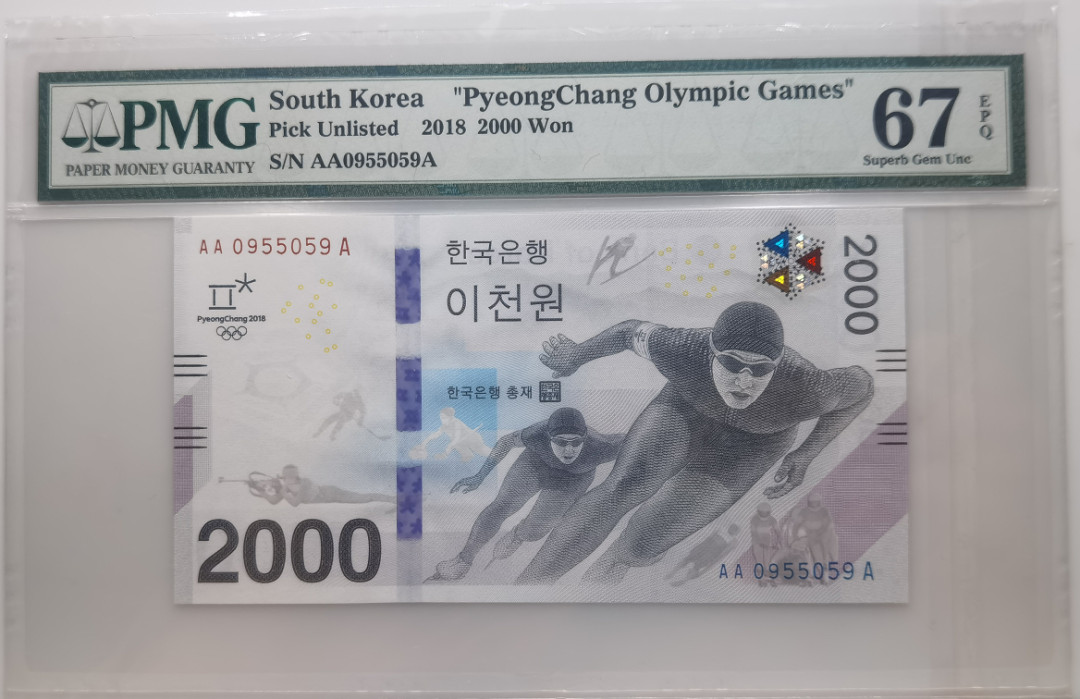 PMG
PAPER MONEY GUARANTY
South Korea "PyeongChang Olympic Games"
Pick Unlisted 2018 2000 Won
S/N AA0955059A
67
EPQ
Superb Gem Unc
AA 0955059 A
PyeongChang 2018
한국은행
이천원
2000
한국은행 총재
2000
AA 0955059 A